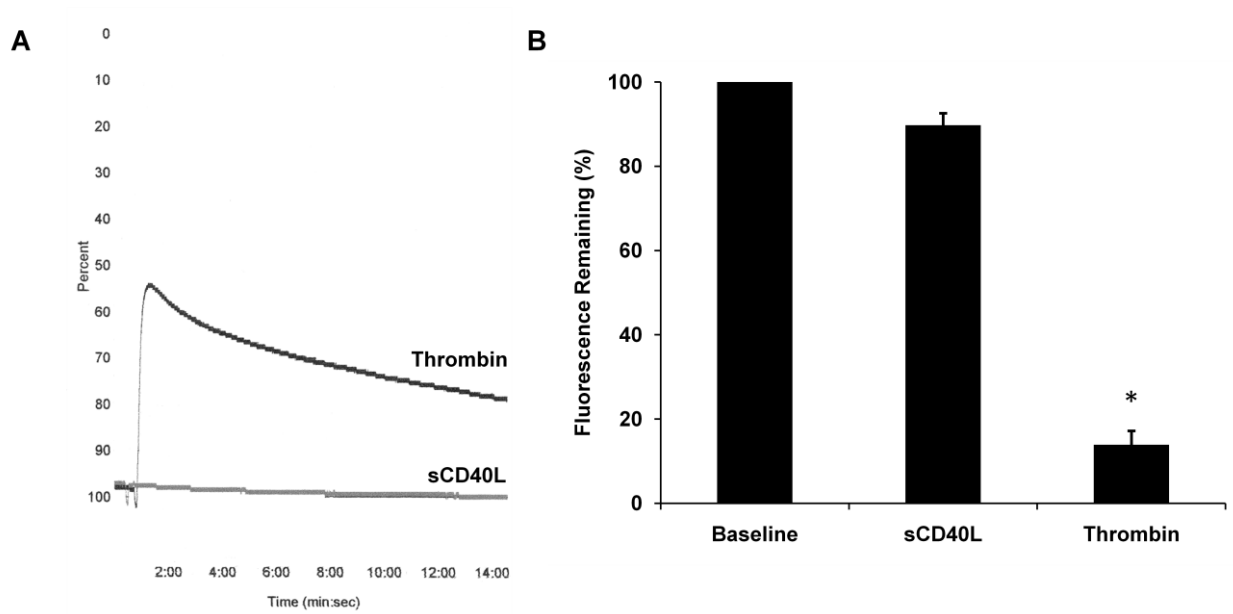 A
0
10
20
30
40
50
60
70
80
90
100
Percent
Thrombin
sCD40L
2:00 4:00 6:00 8:00 10:00 12:00 14:00
Time (min:sec)
B
100
80
60
40
20
0
Fluorescence Remaining (%)
*
Baseline sCD40L Thrombin